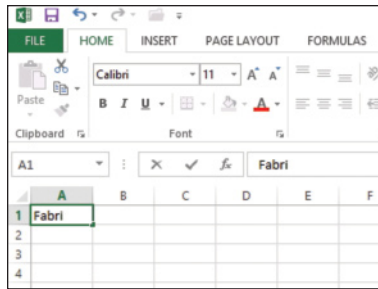 FILE HOME INSERT PAGE LAYOUT FORMULAS
Calibri 11 A A
Paste B I U A
Clipboard Font
A1 fx Fabri
A B C D E F
1 Fabri
2
3
4